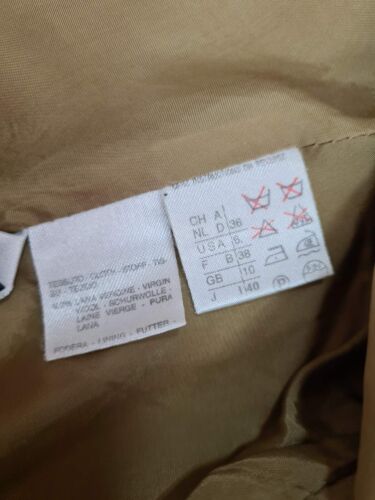 TESSUTO - CLOTH - STOFF - TIS-
SU - TEJIDO
LANA VERGINE - VIRGIN
WOOL - SCHURWOLLE -
LAINE VIERGE - PURA
LANA
FODERA - LINING - FUTTER -
CH A
NL D 36
USA 6
F B 38
GB 10
J I 40
P